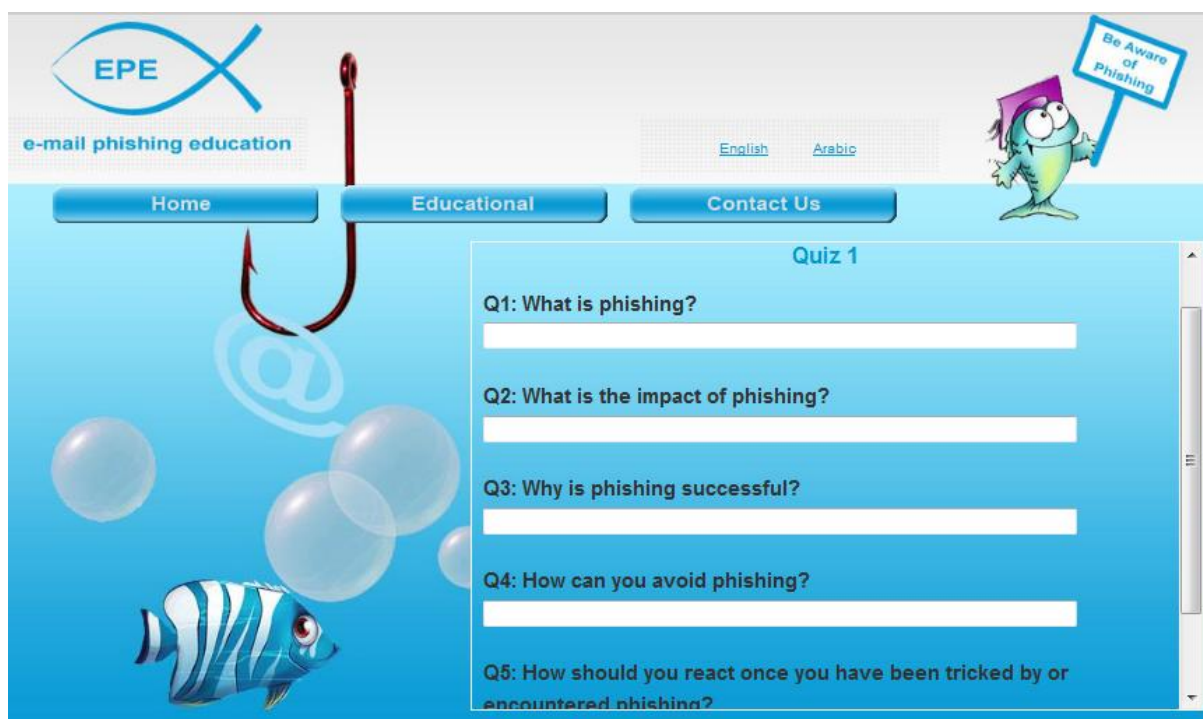 EPE
e-mail phishing education
Be Aware
of
Phishing
English Arabic
Home Educational Contact Us
Quiz 1
Q1: What is phishing?
@
Q2: What is the impact of phishing?
Q3: Why is phishing successful?
Q4: How can you avoid phishing?
Q5: How should you react once you have been tricked by or
encountered phishing?